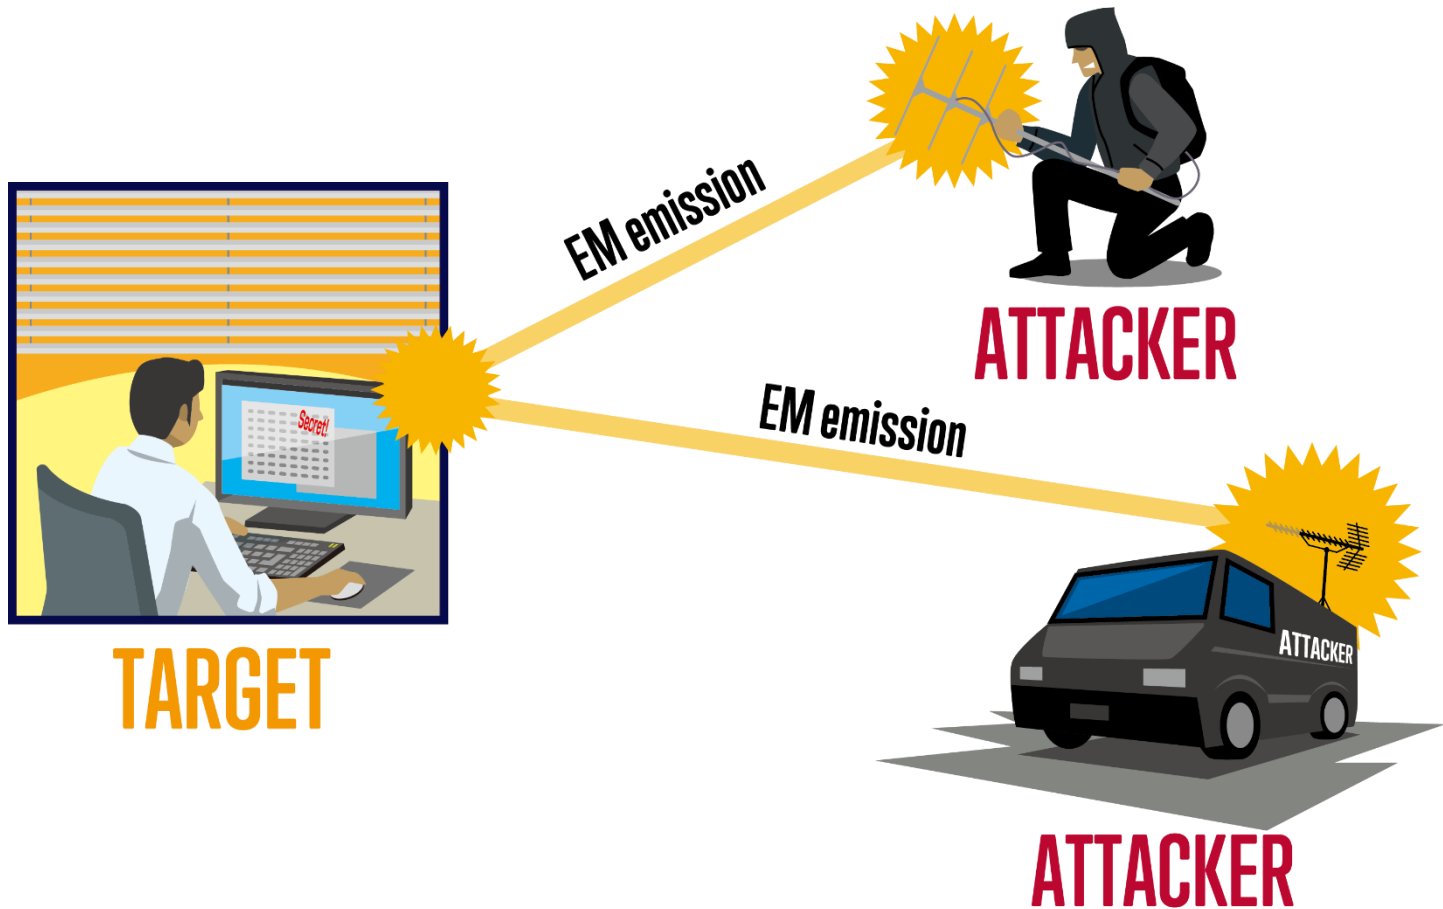 EM emission
ATTACKER
Secret!
EM emission
TARGET
ATTACKER
ATTACKER